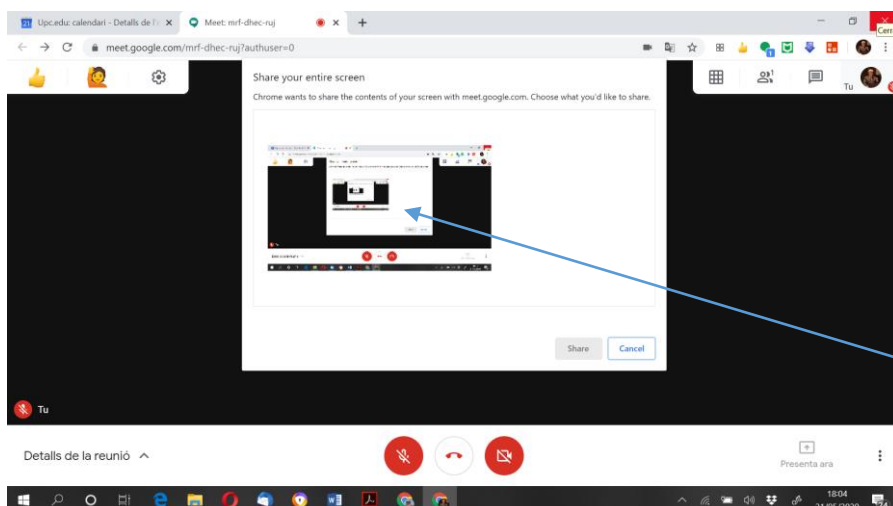 Upc.edu: calendari - Detalls de l'
Meet: mrf-dhec-ruj
Cerr
meet.google.com/mrf-dhec-ruj?authuser=0
Share your entire screen
Chrome wants to share the contents of your screen with meet.google.com. Choose what you'd like to share.
Tu
Share
Cancel
Tu
Detalls de la reunió
Presenta ara
18:04